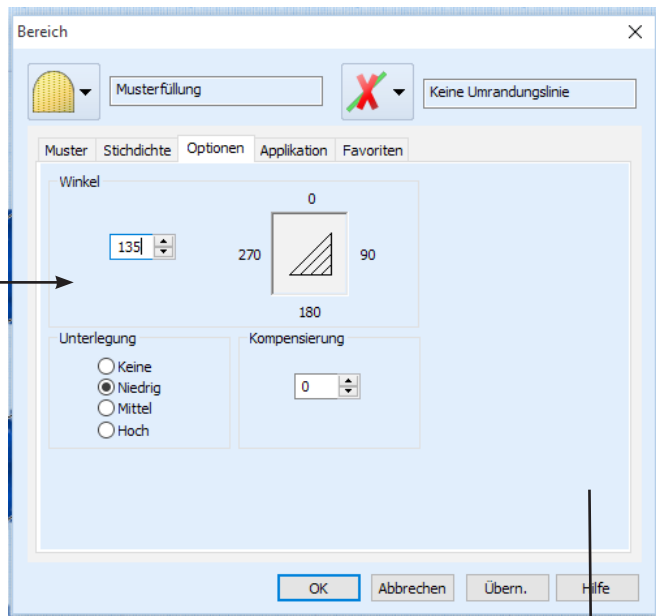 Bereich
Musterfüllung
Keine Umrandungslinie
Muster Stichdichte Optionen Applikation Favoriten
Winkel
0
135
270
90
180
Unterlegung
Keine
Niedrig
Mittel
Hoch
Kompensierung
0
OK Abbrechen Übern. Hilfe